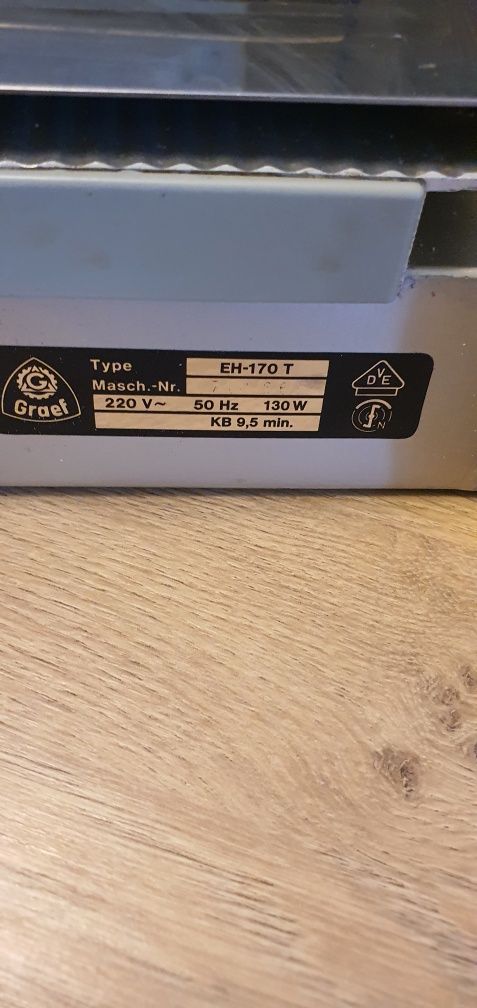 Graef
Type EH-170 T
Masch.-Nr.
220 V~ 50 Hz 130 W
KB 9,5 min.
VDE